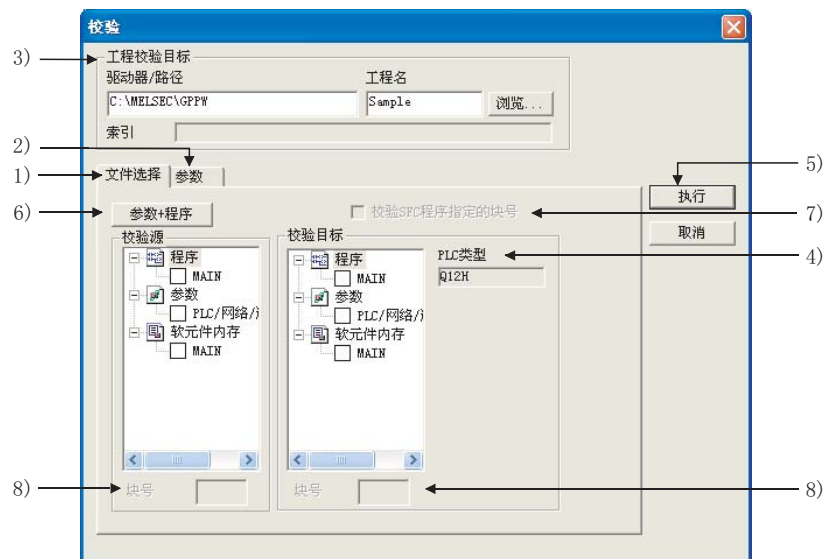 校验
3)
工程校验目标
驱动器/路径
工程名
C:\MELSEC\GPPW
Sample
浏览...
索引
2)
1)
文件选择
参数
5)
执行
6)
参数+程序
校验SFC程序指定的块号
7)
取消
校验源
校验目标
4)
程序
MAIN
参数
PLC/网络/
软元件内存
MAIN
程序
MAIN
参数
PLC/网络/
软元件内存
MAIN
PLC类型
Q12H
8)
块号
块号
8)